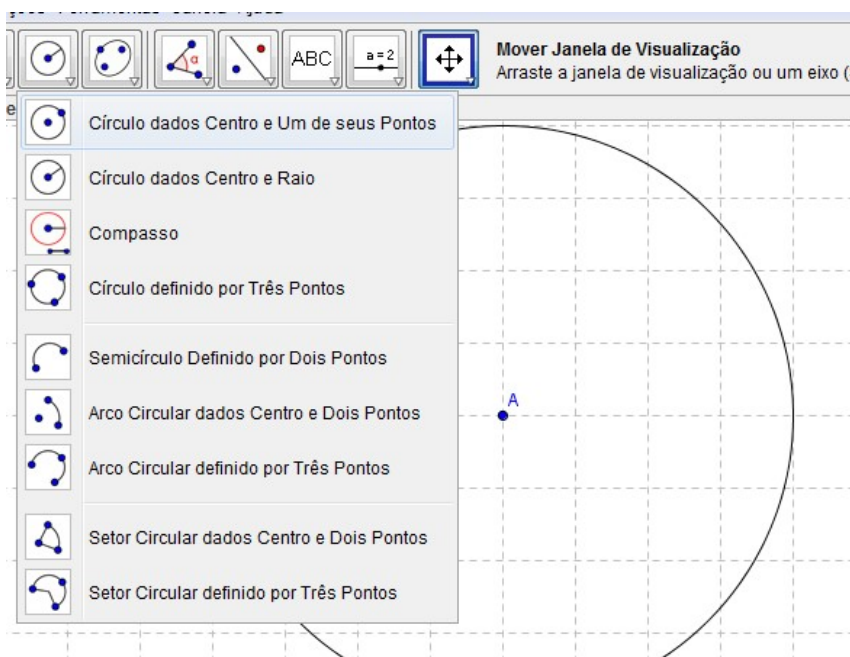 ABC
a=2
Mover Janela de Visualização
Arraste a janela de visualização ou um eixo (
Círculo dados Centro e Um de seus Pontos
Círculo dados Centro e Raio
Compasso
Círculo definido por Três Pontos
Semicírculo Definido por Dois Pontos
Arco Circular dados Centro e Dois Pontos
Arco Circular definido por Três Pontos
Setor Circular dados Centro e Dois Pontos
Setor Circular definido por Três Pontos
α
A